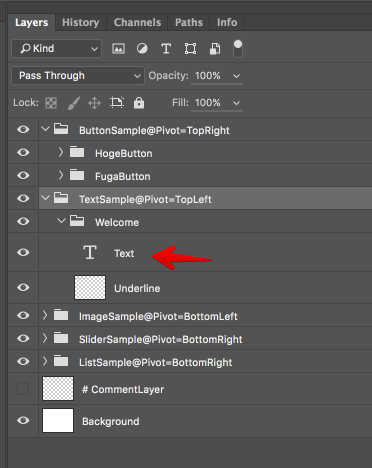 Layers History Channels Paths Info
Kind
Pass Through Opacity: 100%
Lock: Fill: 100%
ButtonSample@Pivot=TopRight
HogeButton
FugaButton
TextSample@Pivot=TopLeft
Welcome
T Text
Underline
ImageSample@Pivot=BottomLeft
SliderSample@Pivot=BottomRight
ListSample@Pivot=BottomRight
# CommentLayer
Background